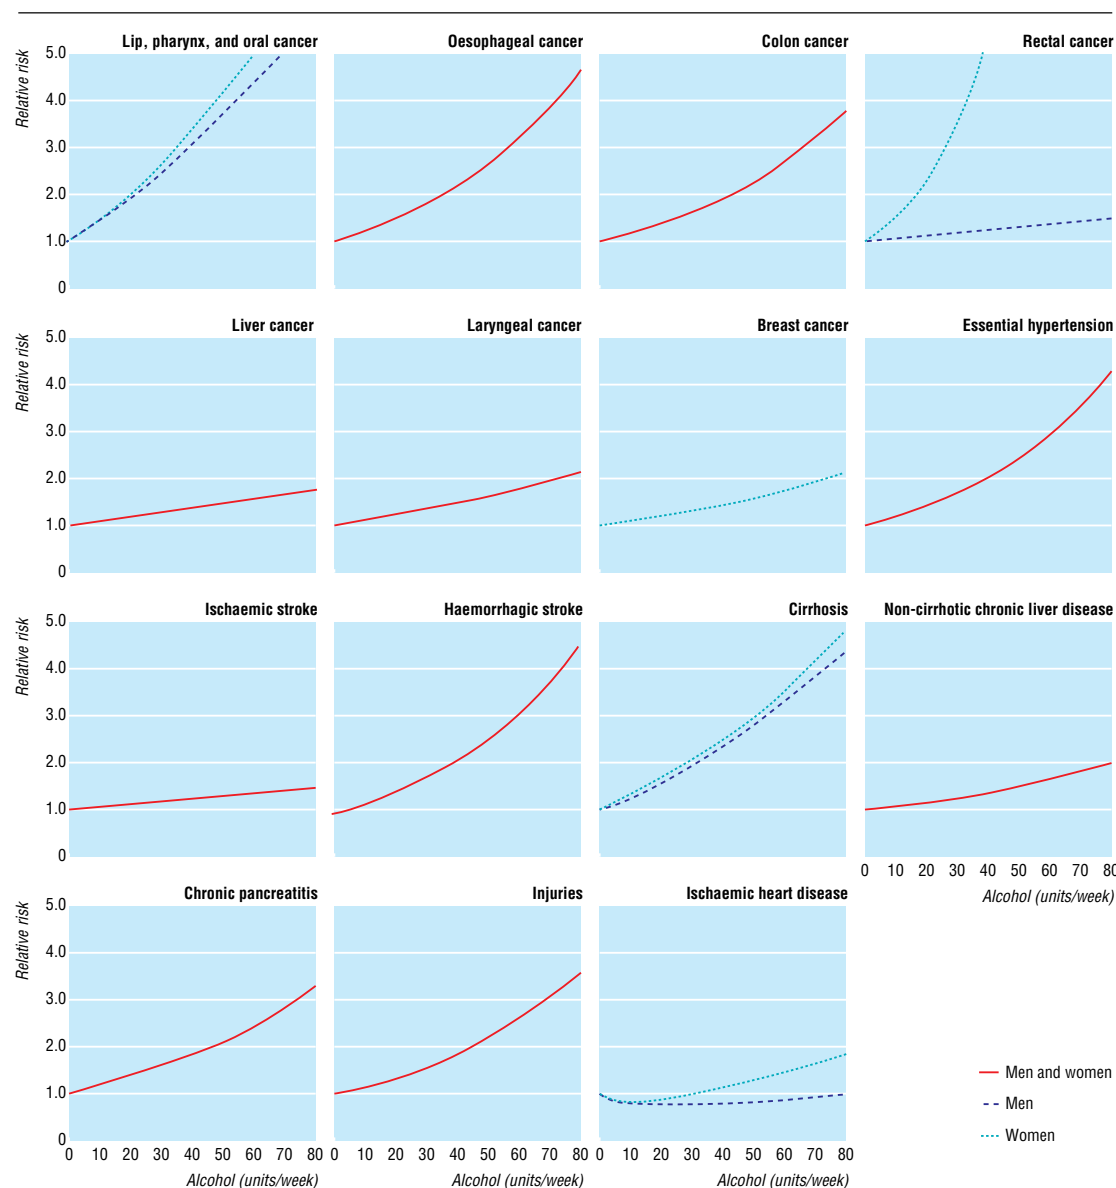 Lip, pharynx, and oral cancer
Oesophageal cancer
Colon cancer
Rectal cancer
Relative risk
5.0
4.0
3.0
2.0
1.0
0
Liver cancer
Laryngeal cancer
Breast cancer
Essential hypertension
Relative risk
5.0
4.0
3.0
2.0
1.0
0
Ischaemic stroke
Haemorrhagic stroke
Cirrhosis
Non-cirrhotic chronic liver disease
Relative risk
5.0
4.0
3.0
2.0
1.0
0
0 10 20 30 40 50 60 70 80
Alcohol (units/week)
Chronic pancreatitis
Injuries
Ischaemic heart disease
Relative risk
5.0
4.0
3.0
2.0
1.0
0
Men and women
Men
Women
0 10 20 30 40 50 60 70 80
0 10 20 30 40 50 60 70 80
0 10 20 30 40 50 60 70 80
Alcohol (units/week)
Alcohol (units/week)
Alcohol (units/week)